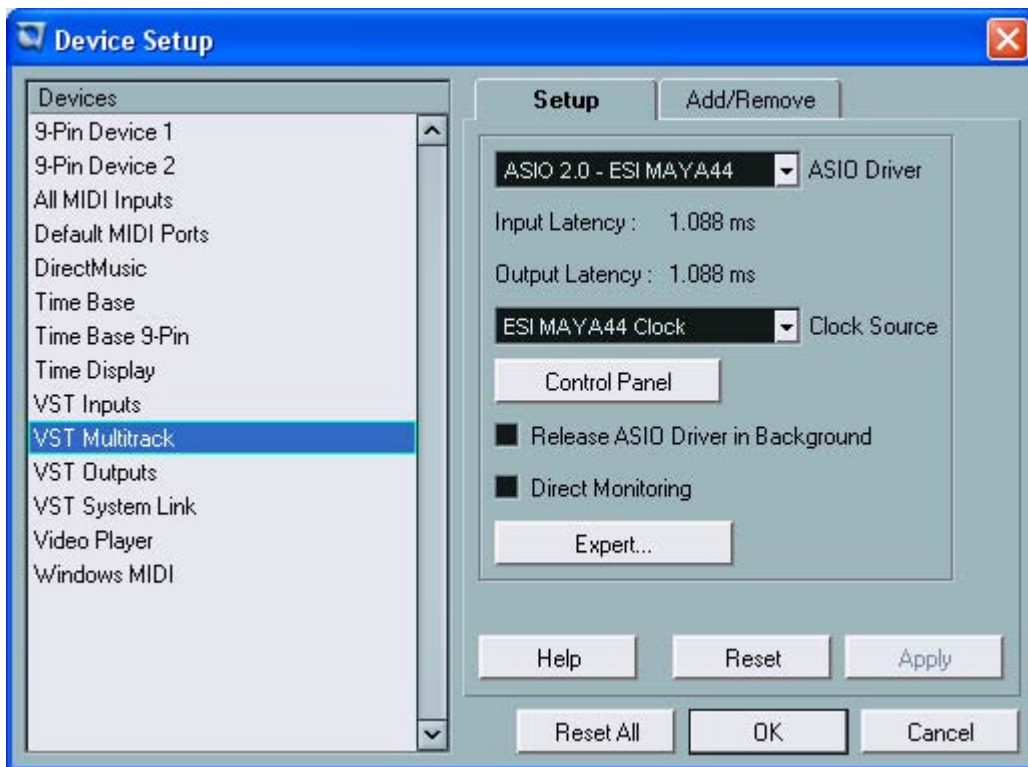 Device Setup
Devices
9-Pin Device 1
9-Pin Device 2
All MIDI Inputs
Default MIDI Ports
DirectMusic
Time Base
Time Base 9-Pin
Time Display
VST Inputs
VST Multitrack
VST Outputs
VST System Link
Video Player
Windows MIDI
Setup
Add/Remove
ASIO 2.0 - ESI MAYA44 ASIO Driver
Input Latency : 1.088 ms
Output Latency : 1.088 ms
ESI MAYA44 Clock Clock Source
Control Panel
Release ASIO Driver in Background
Direct Monitoring
Expert...
Help Reset Apply
Reset All OK Cancel